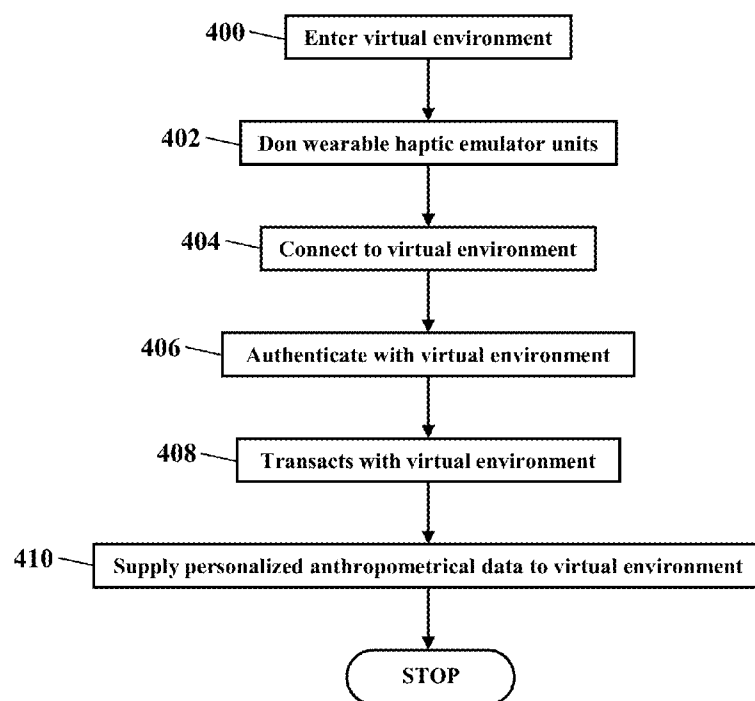 400 Enter virtual environment
402 Don wearable haptic emulator units
404 Connect to virtual environment
406 Authenticate with virtual environment
408 Transacts with virtual environment
410 Supply personalized anthropometrical data to virtual environment
STOP